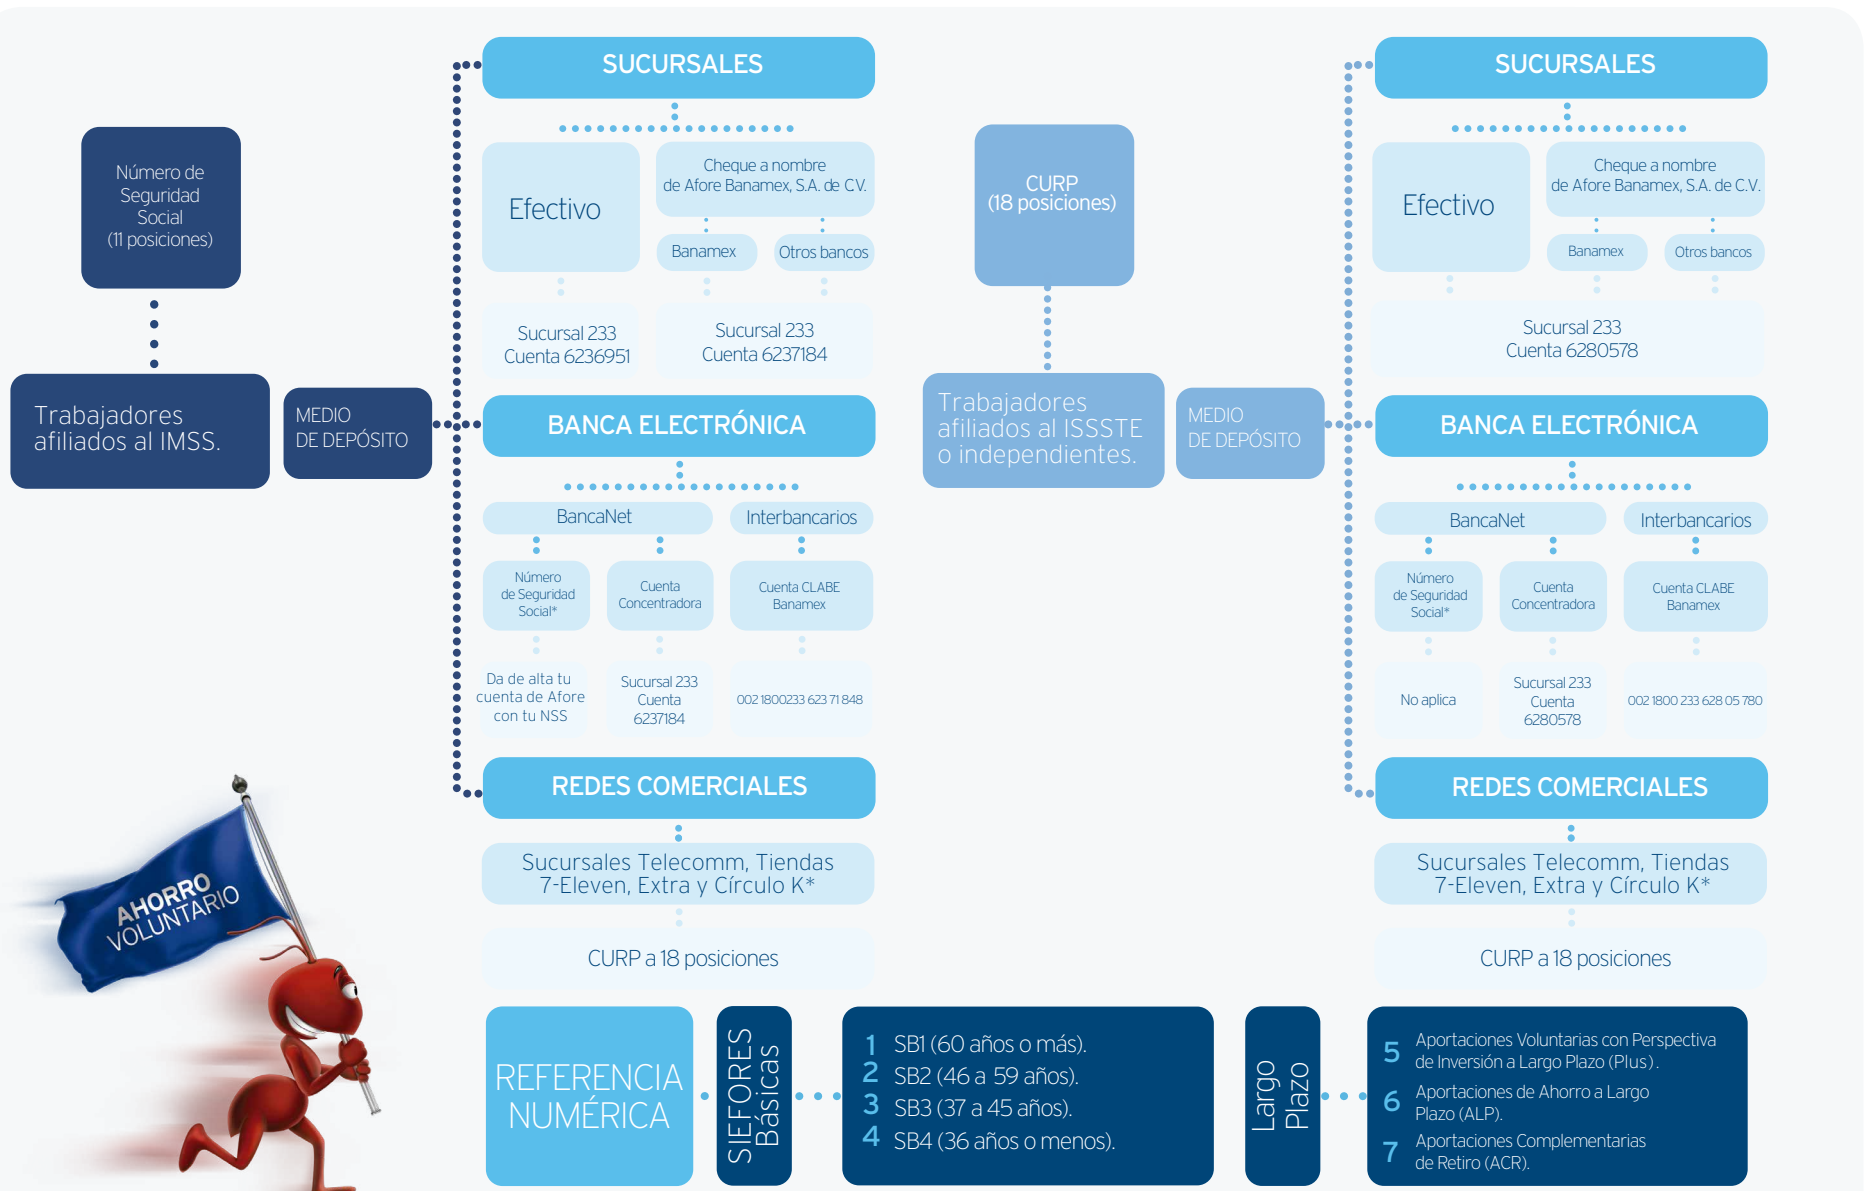 Número de
Seguridad
Social
(11 posiciones)
Trabajadores
afiliados al IMSS.
MEDIO
DE DEPÓSITO
SUCURSALES
Efectivo
Cheque a nombre
de Afore Banamex, S.A. de C.V.
Banamex
Otros bancos
Sucursal 233
Cuenta 6236951
Sucursal 233
Cuenta 6237184
BANCA ELECTRÓNICA
BancaNet
Interbancarios
Número
de Seguridad
Social*
Cuenta
Concentradora
Cuenta CLABE
Banamex
Da de alta tu
cuenta de Afore
con tu NSS
Sucursal 233
Cuenta
6237184
002 1800233 623 71 848
REDES COMERCIALES
Sucursales Telecomm, Tiendas
7-Eleven, Extra y Círculo K*
CURP a 18 posiciones
CURP
(18 posiciones)
Trabajadores
afiliados al ISSSTE
o independientes.
MEDIO
DE DEPÓSITO
SUCURSALES
Efectivo
Cheque a nombre
de Afore Banamex, S.A. de C.V.
Banamex
Otros bancos
Sucursal 233
Cuenta 6280578
BANCA ELECTRÓNICA
BancaNet
Interbancarios
Número
de Seguridad
Social*
Cuenta
Concentradora
Cuenta CLABE
Banamex
No aplica
Sucursal 233
Cuenta
6280578
002 1800 233 628 05 780
REDES COMERCIALES
Sucursales Telecomm, Tiendas
7-Eleven, Extra y Círculo K*
CURP a 18 posiciones
AHORRO
VOLUNTARIO
REFERENCIA
NUMÉRICA
SIEFORES
Básicas
1 SB1 (60 años o más).
2 SB2 (46 a 59 años).
3 SB3 (37 a 45 años).
4 SB4 (36 años o menos).
Largo
Plazo
5 Aportaciones Voluntarias con Perspectiva
de Inversión a Largo Plazo (Plus).
6 Aportaciones de Ahorro a Largo
Plazo (ALP).
7 Aportaciones Complementarias
de Retiro (ACR).